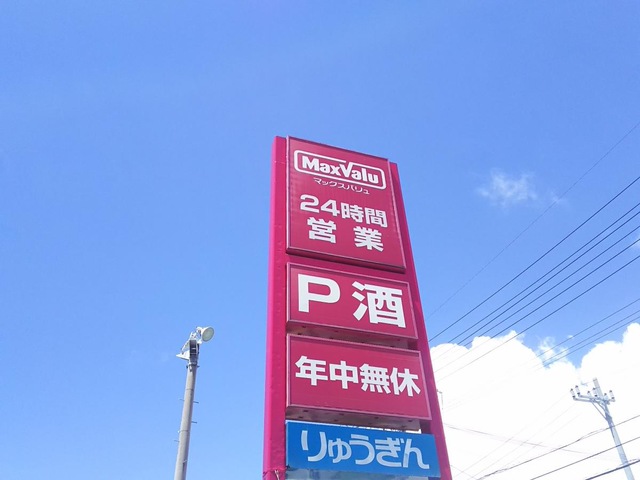 MaxValu
マックスバリュ
24時間
営業
P 酒
年中無休
りゅうぎん